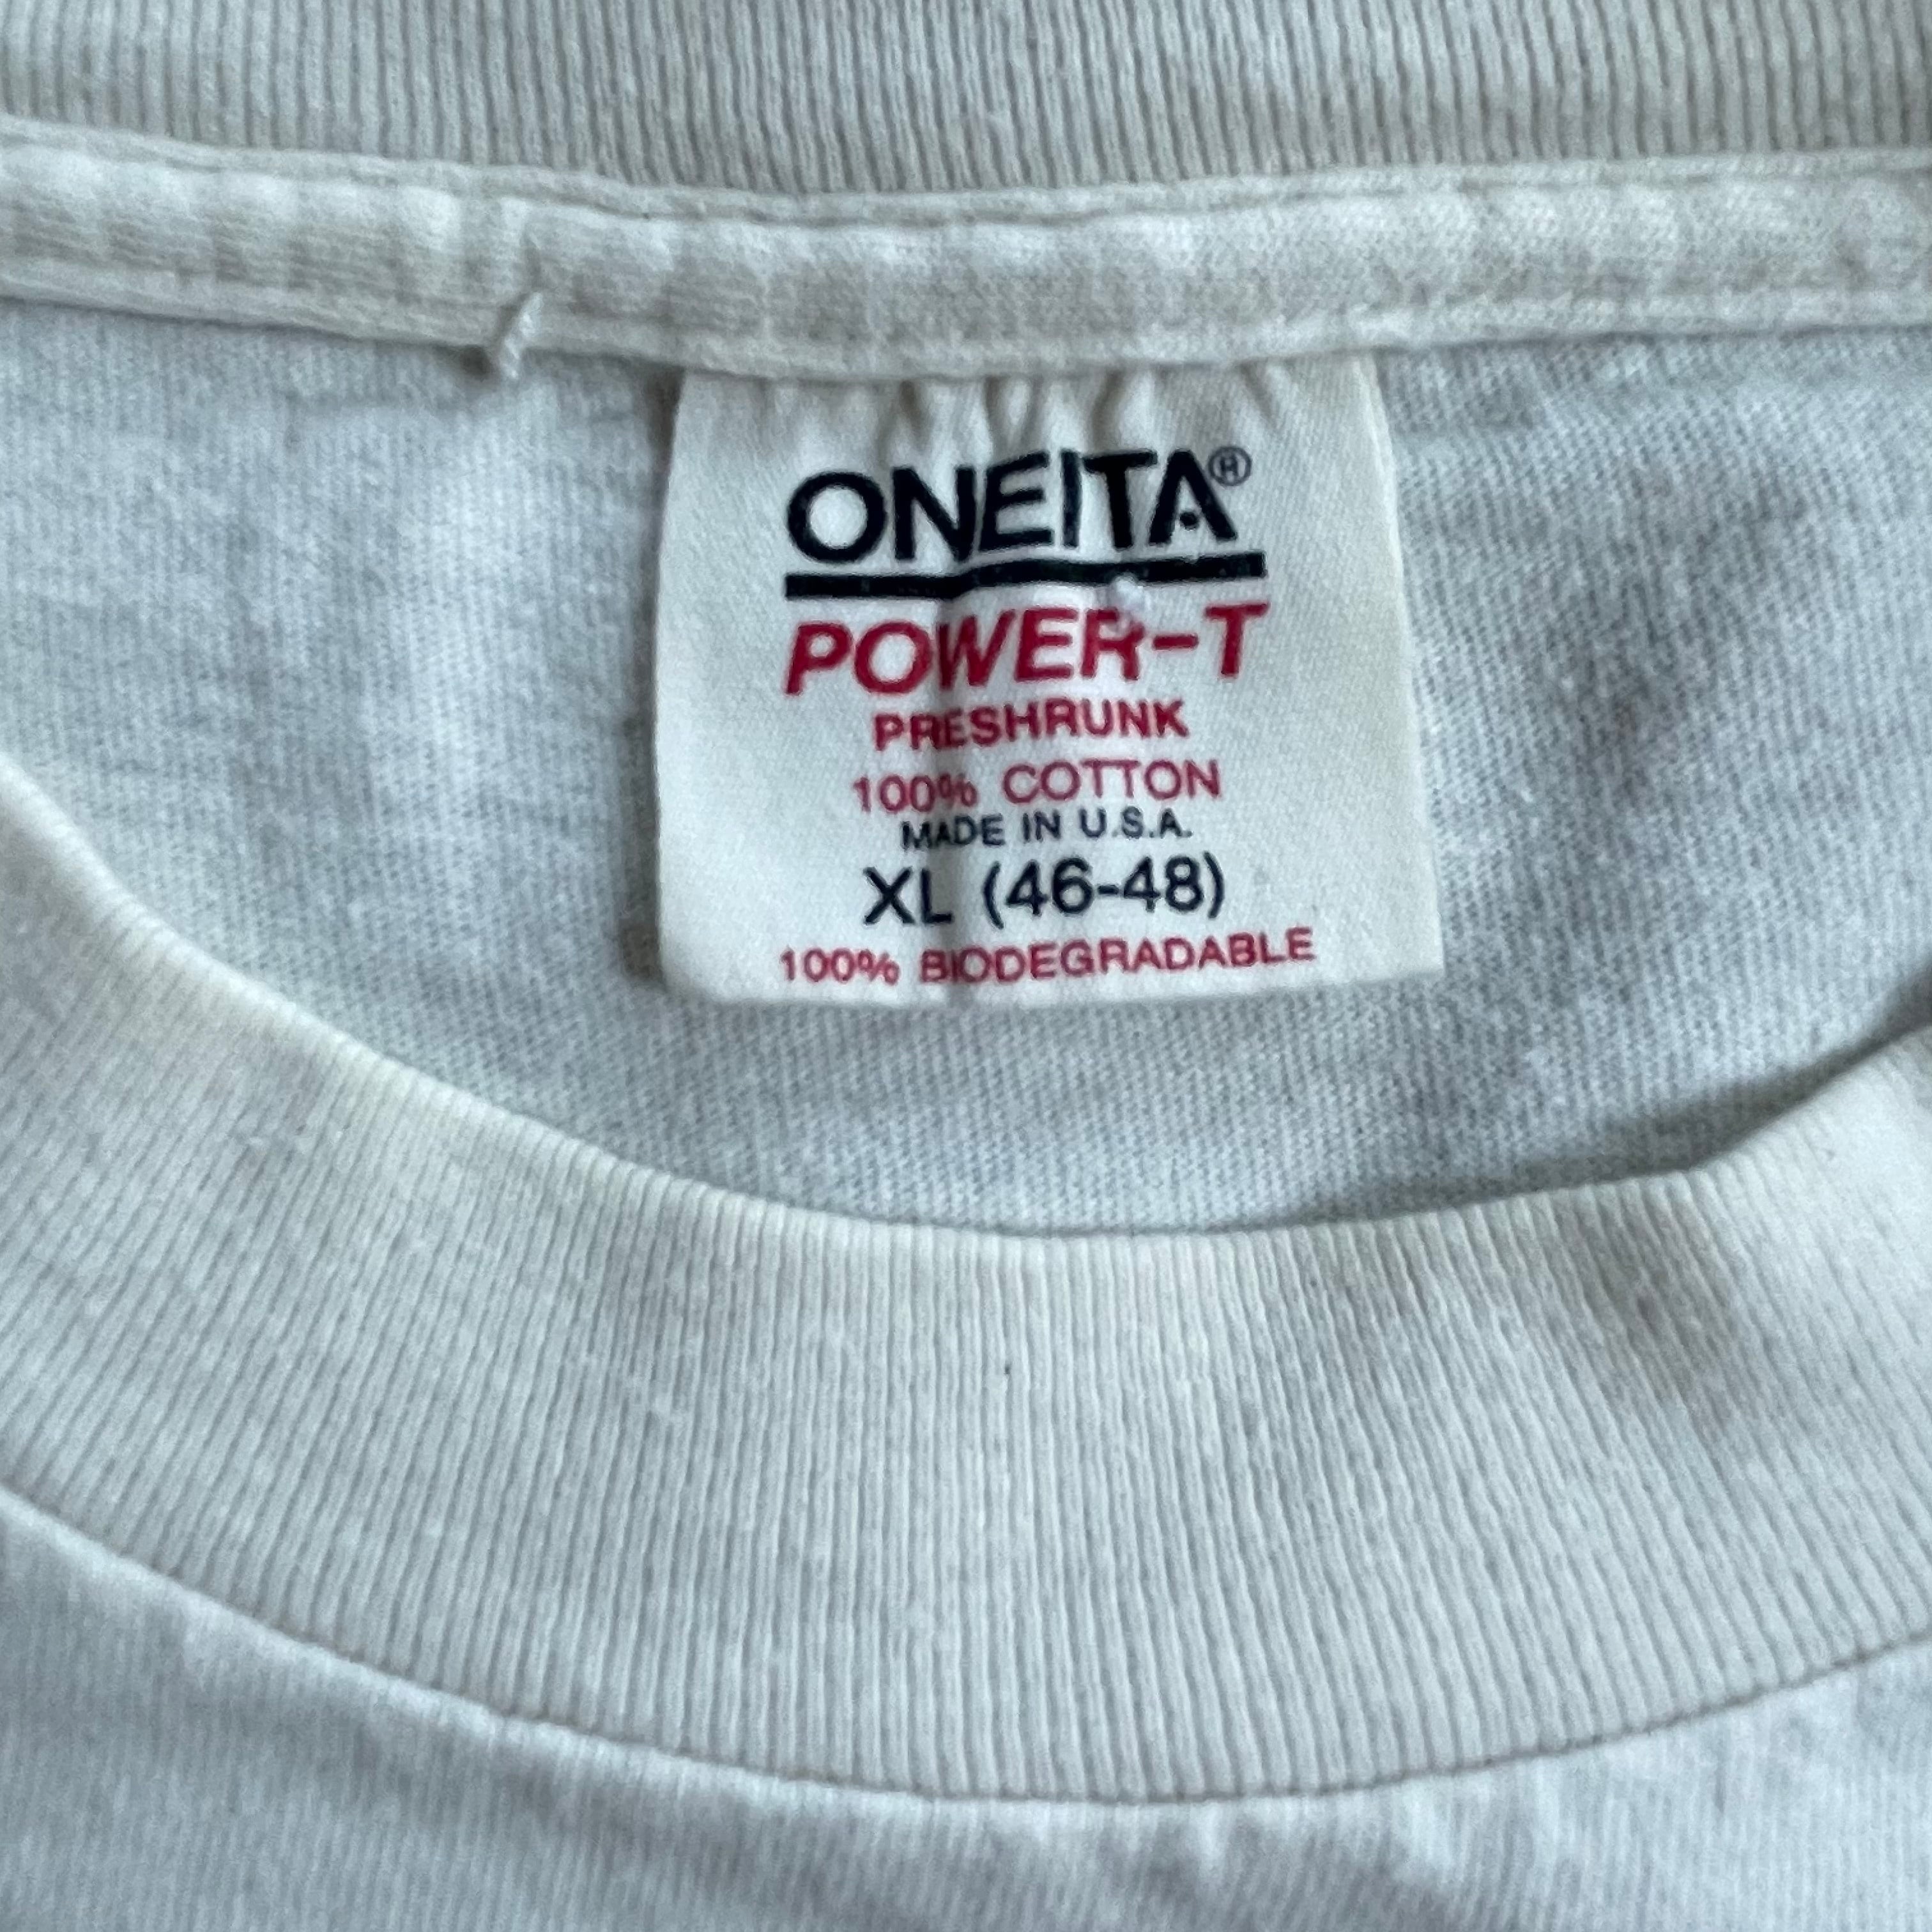 ONEITA®
POWER-T
PRESHRUNK
100% COTTON
MADE IN U.S.A.
XL (46-48)
100% BIODEGRADABLE